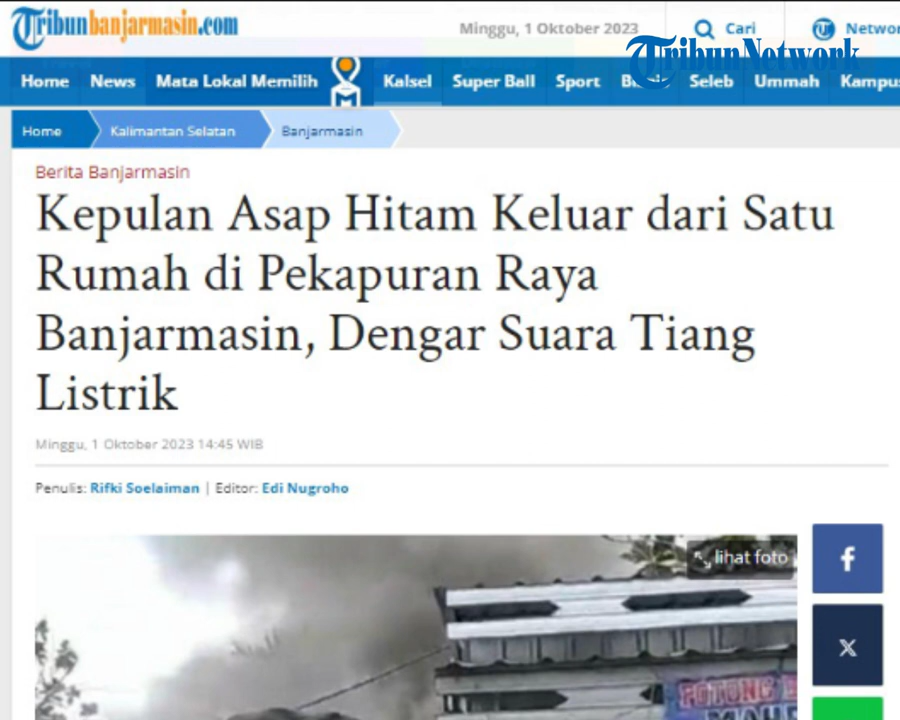 Tribunbanjarmasin.com
Minggu, 1 Oktober 2023
Cari
TribunNetwork
Home News Mata Lokal Memilih Kalsel Super Ball Sport Seleb Ummah
Home Kalimantan Selatan Banjarmasin
Berita Banjarmasin
Kepulan Asap Hitam Keluar dari Satu
Rumah di Pekapuran Raya
Banjarmasin, Dengar Suara Tiang
Listrik
Minggu, 1 Oktober 2023 14:45 WIB
Penulis: Rifki Soelaiman | Editor: Edi Nugroho
lihat foto
POTONG